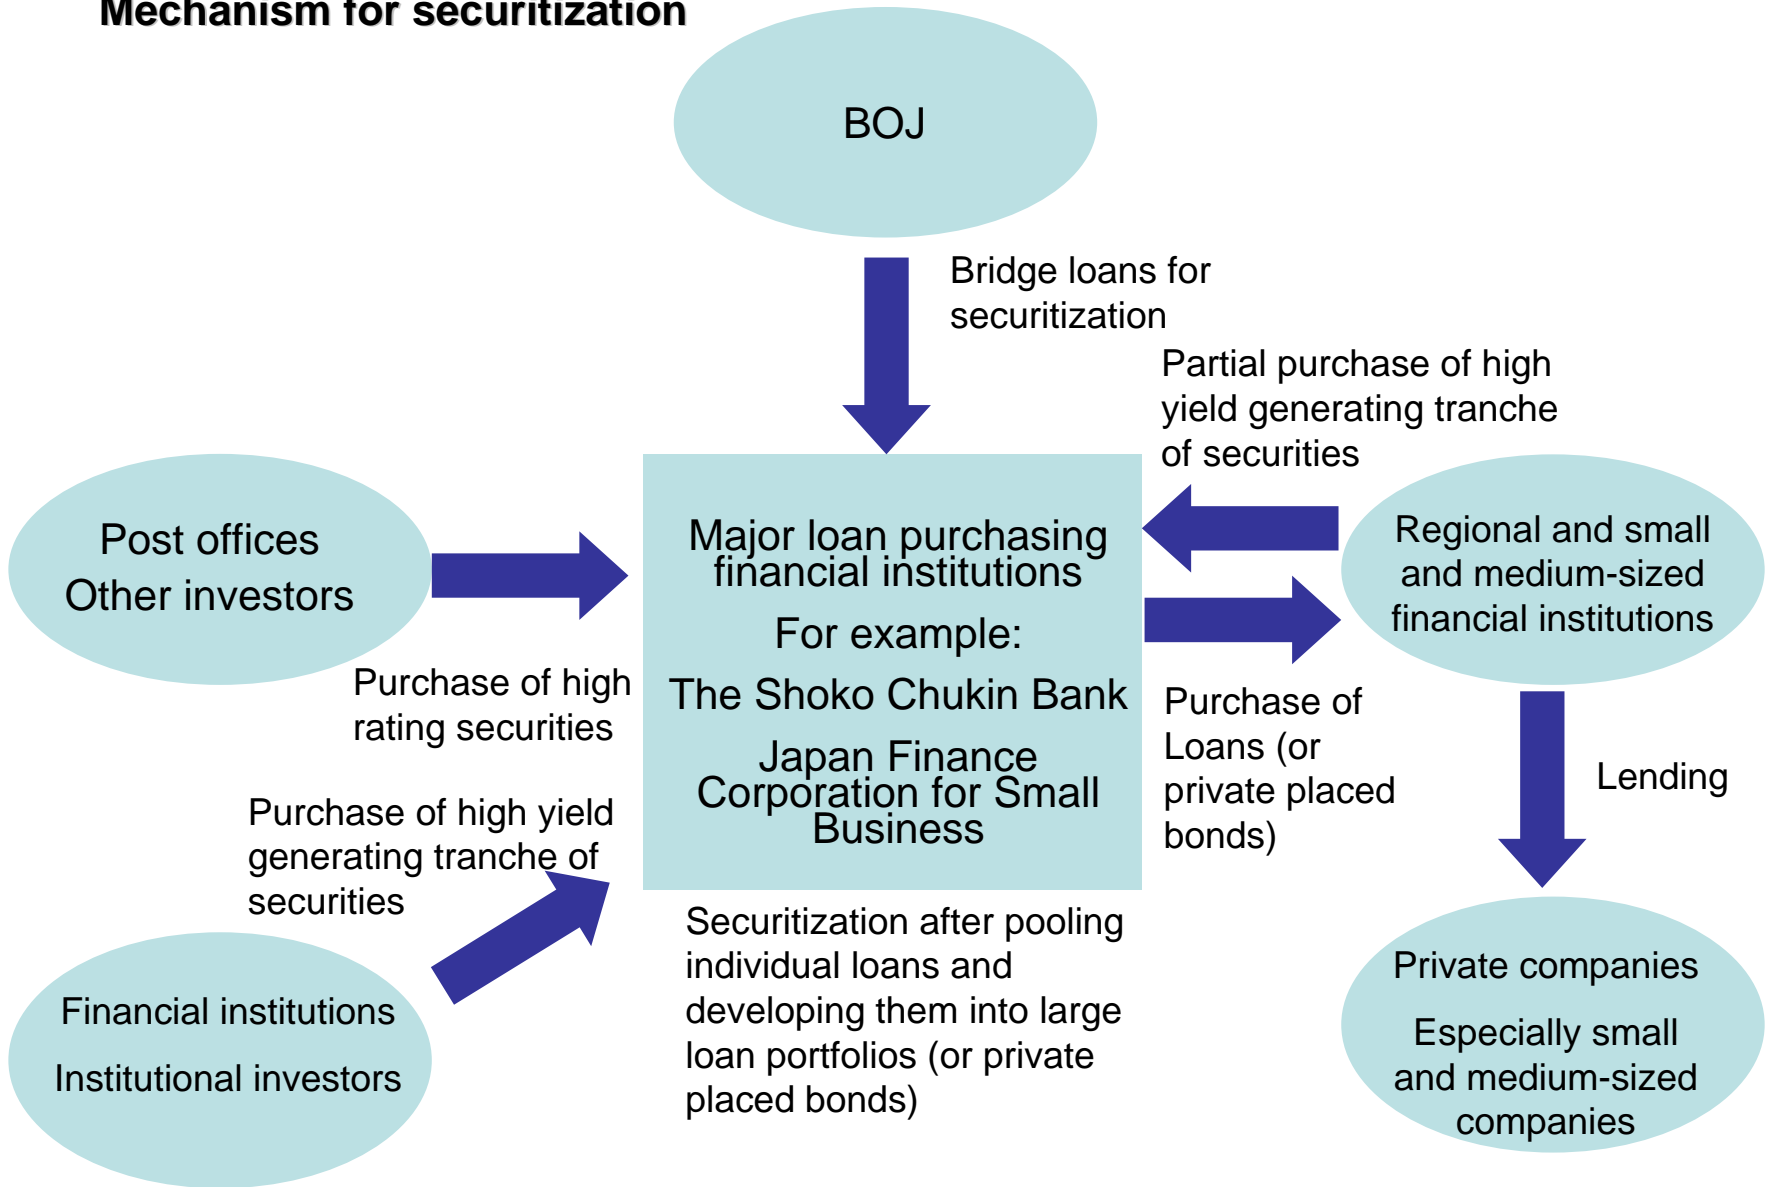 Mechanism for securitization
BOJ
Bridge loans for
securitization
Partial purchase of high
yield generating tranche
of securities
Post offices
Other investors
Major loan purchasing
financial institutions
For example:
The Shoko Chukin Bank
Japan Finance
Corporation for Small
Business
Regional and small
and medium-sized
financial institutions
Purchase of high
rating securities
Purchase of
Loans (or
private placed
bonds)
Lending
Purchase of high yield
generating tranche of
securities
Financial institutions
Institutional investors
Securitization after pooling
individual loans and
developing them into large
loan portfolios (or private
placed bonds)
Private companies
Especially small
and medium-sized
companies